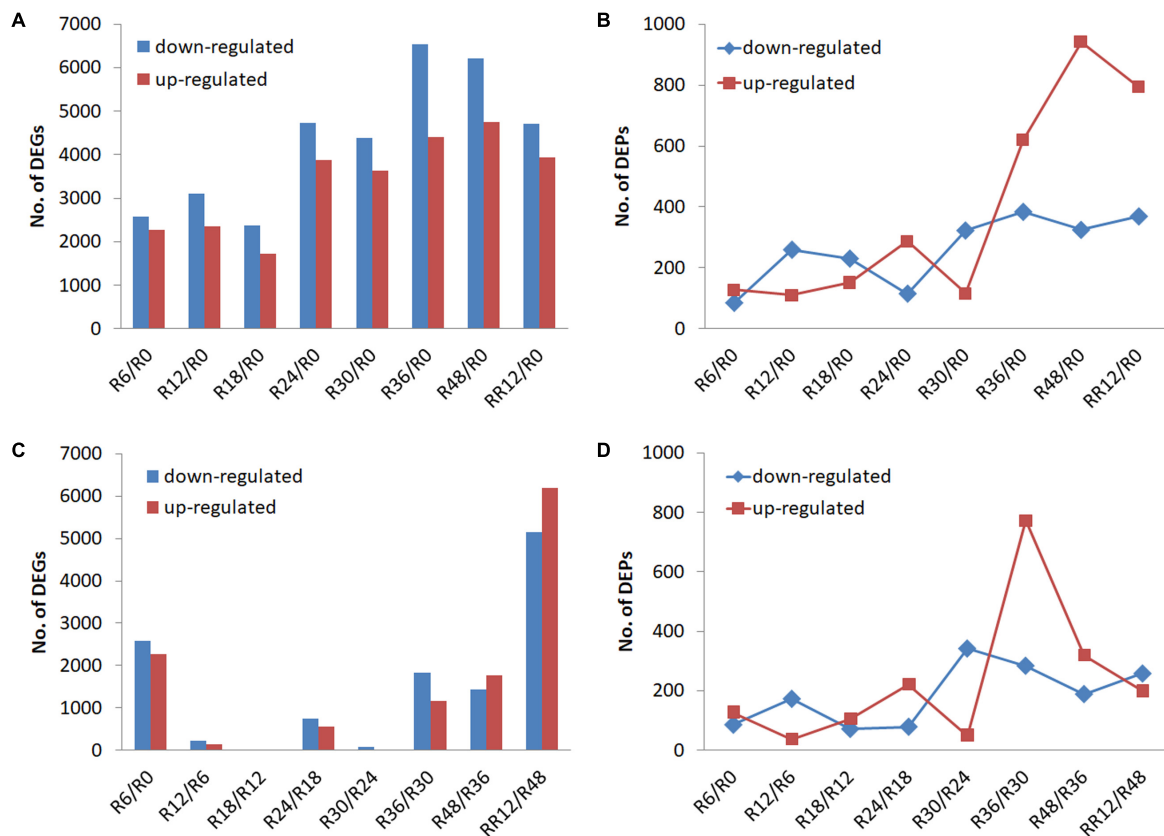 A
No. of DEGs
7000
6000
5000
4000
3000
2000
1000
0
down-regulated
up-regulated
R6/R0
R12/R0
R18/R0
R24/R0
R30/R0
R36/R0
R48/R0
RR12/R0
B
No. of DEPs
1000
800
600
400
200
0
down-regulated
up-regulated
R6/R0
R12/R0
R18/R0
R24/R0
R30/R0
R36/R0
R48/R0
RR12/R0
C
No. of DEGs
7000
6000
5000
4000
3000
2000
1000
0
down-regulated
up-regulated
R6/R0
R12/R6
R18/R12
R24/R18
R30/R24
R36/R30
R48/R36
RR12/R48
D
No. of DEPs
1000
800
600
400
200
0
down-regulated
up-regulated
R6/R0
R12/R6
R18/R12
R24/R18
R30/R24
R36/R30
R48/R36
RR12/R48